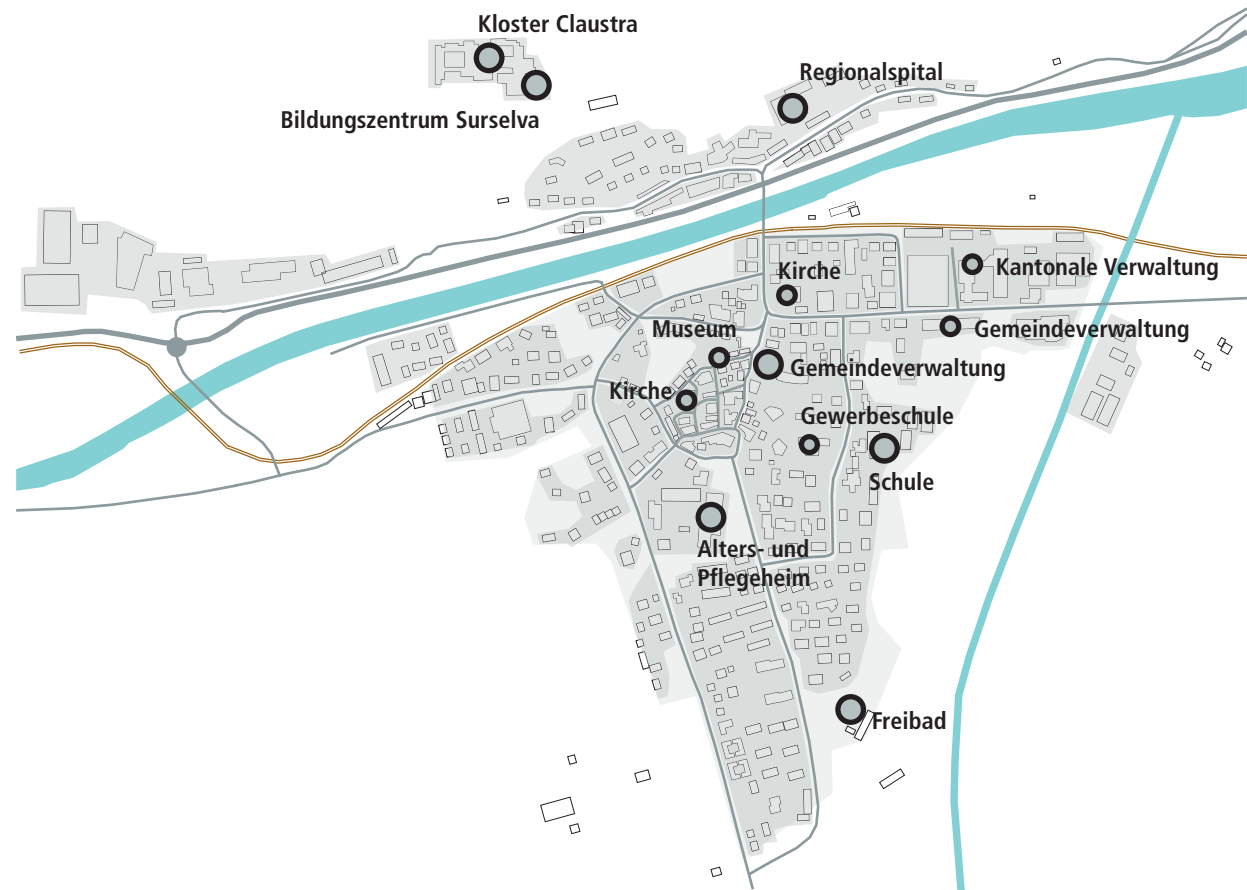 Kloster Claustra
Regionalspital
Bildungszentrum Surselva
Kirche
Kantonale Verwaltung
Museum
Gemeindeverwaltung
Gemeindeverwaltung
Kirche
Gewerbeschule
Schule
Alters- und
Pflegeheim
Freibad